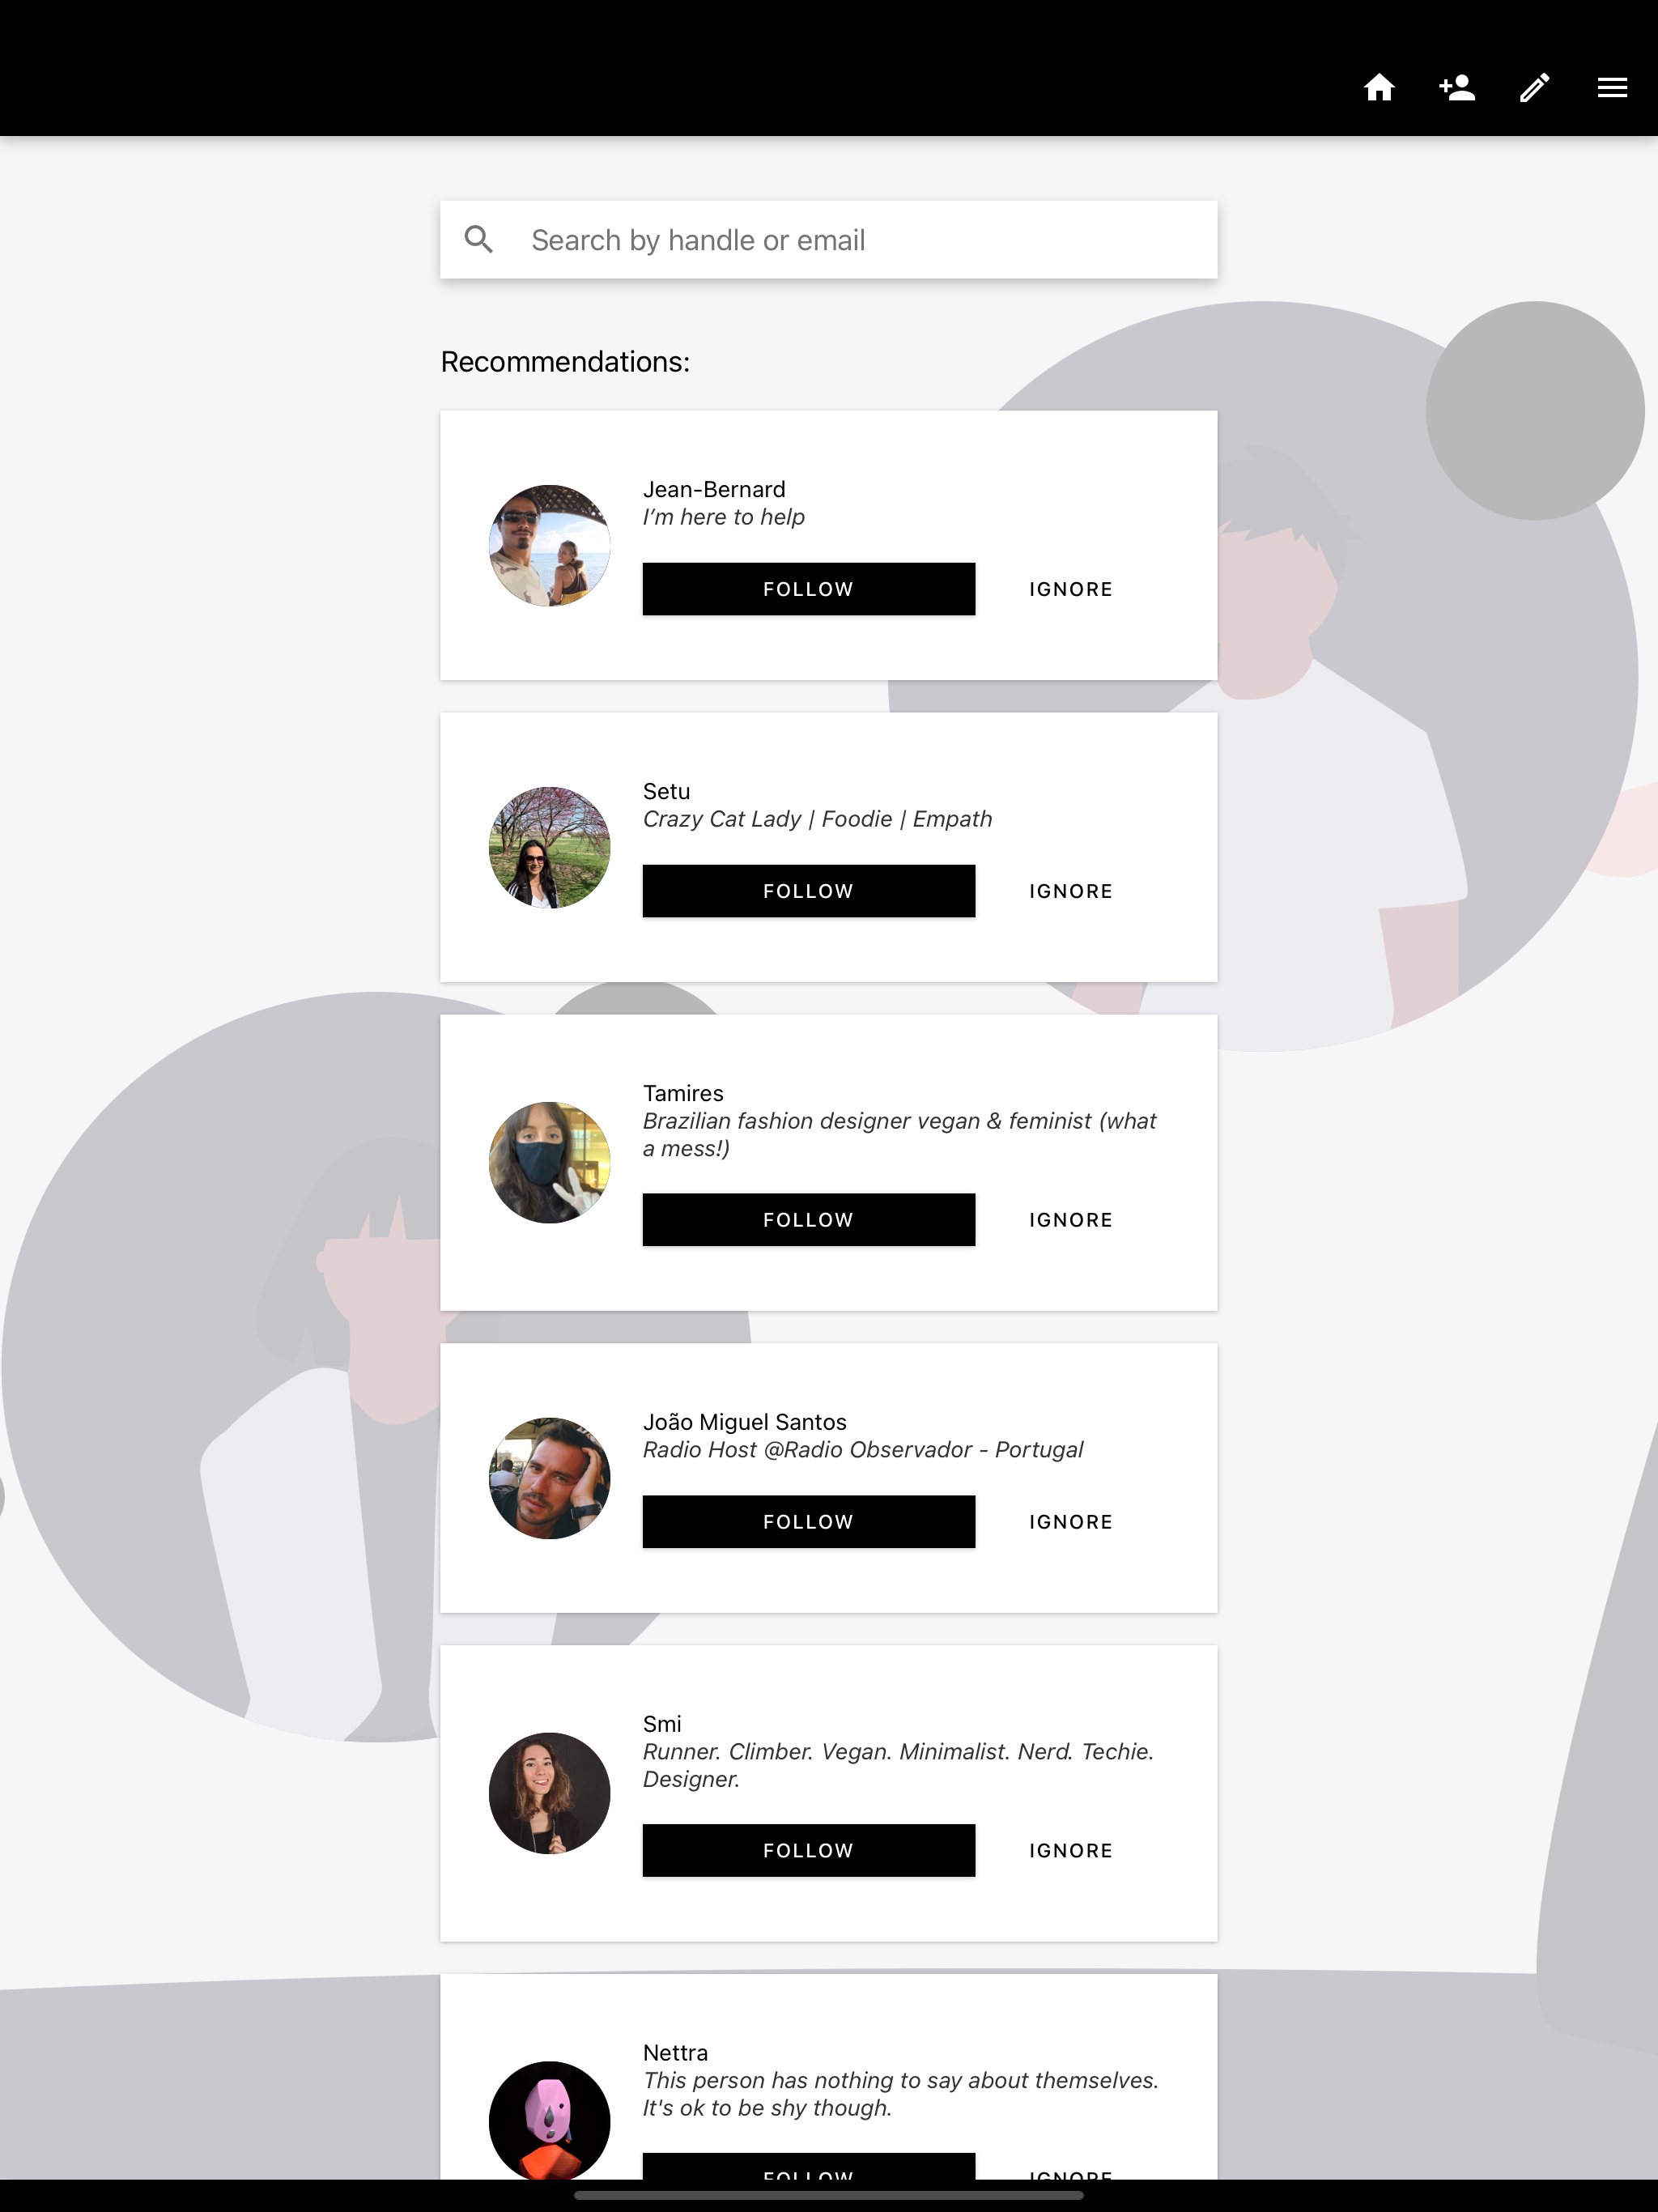 Search by handle or email
Recommendations:
Jean-Bernard
I’m here to help
FOLLOW
IGNORE
Setu
Crazy Cat Lady | Foodie | Empath
FOLLOW
IGNORE
Tamires
Brazilian fashion designer vegan & feminist (what
a mess!)
FOLLOW
IGNORE
João Miguel Santos
Radio Host @Radio Observador - Portugal
FOLLOW
IGNORE
Smi
Runner. Climber. Vegan. Minimalist. Nerd. Techie.
Designer.
FOLLOW
IGNORE
Nettra
This person has nothing to say about themselves.
It's ok to be shy though.
FOLLOW
IGNORE